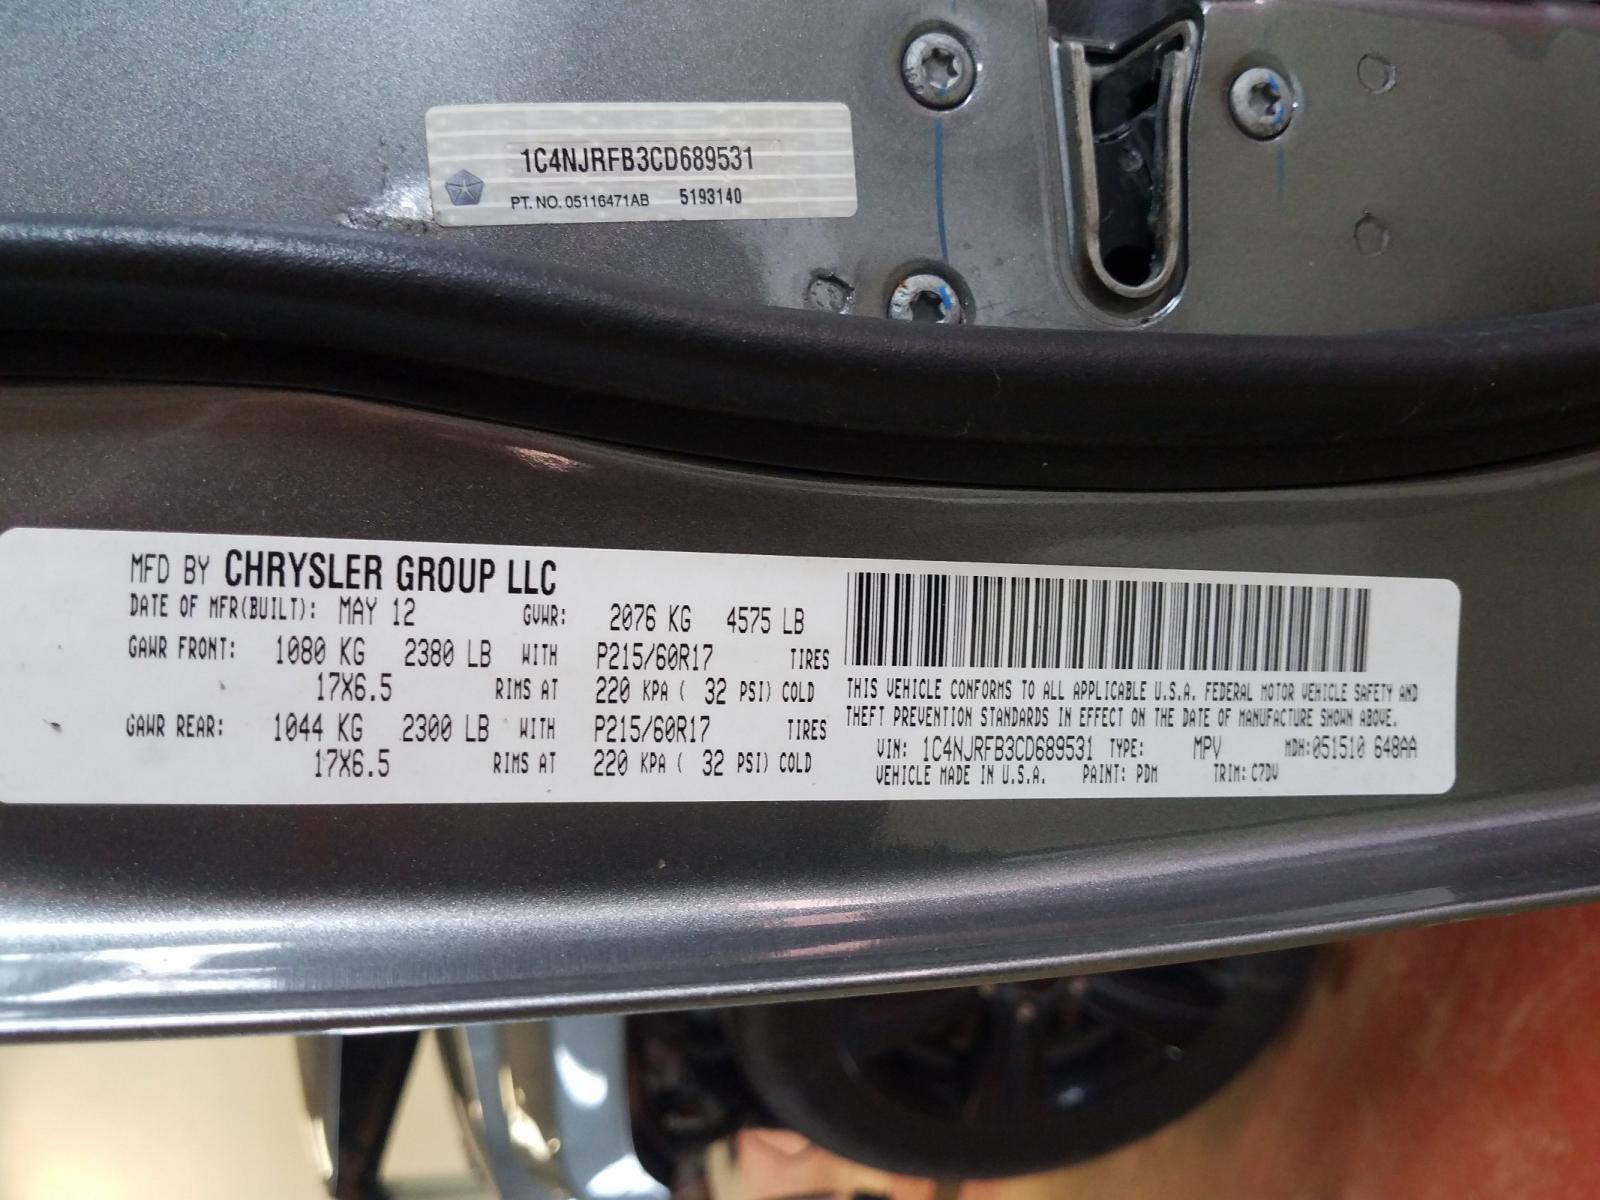 1C4NJRFB3CD689531
PT. NO. 05116471AB 5193140
MFD BY CHRYSLER GROUP LLC
DATE OF MFR(BUILT): MAY 12 GVWR: 2076 KG 4575 LB
GAWR FRONT: 1080 KG 2380 LB WITH P215/60R17 TIRES
17X6.5 RIMS AT 220 KPA ( 32 PSI) COLD
GAWR REAR: 1044 KG 2300 LB WITH P215/60R17 TIRES
17X6.5 RIMS AT 220 KPA ( 32 PSI) COLD
THIS VEHICLE CONFORMS TO ALL APPLICABLE U.S.A. FEDERAL MOTOR VEHICLE SAFETY AND
THEFT PREVENTION STANDARDS IN EFFECT ON THE DATE OF MANUFACTURE SHOWN ABOVE.
VIN: 1C4NJRFB3CD689531 TYPE: MPV MDH:051510 648AA
VEHICLE MADE IN U.S.A. PAINT: PDM TRIM: C7DV